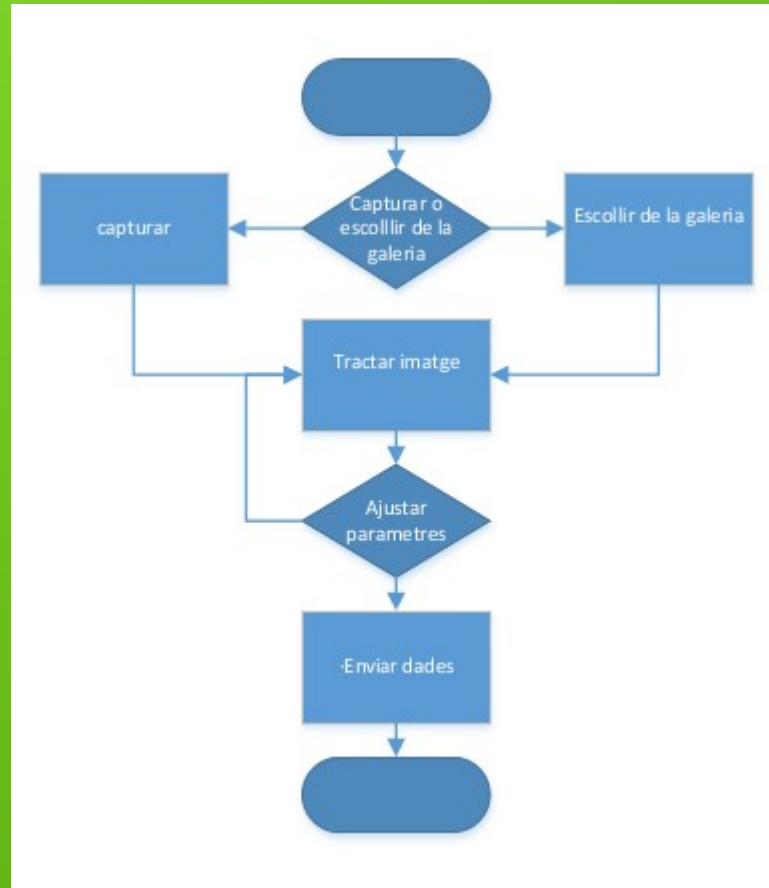 Capturar o
escolllir de la
galeria
capturar
Escollir de la galeria
Tractar imatge
Ajustar
parametres
·Enviar dades